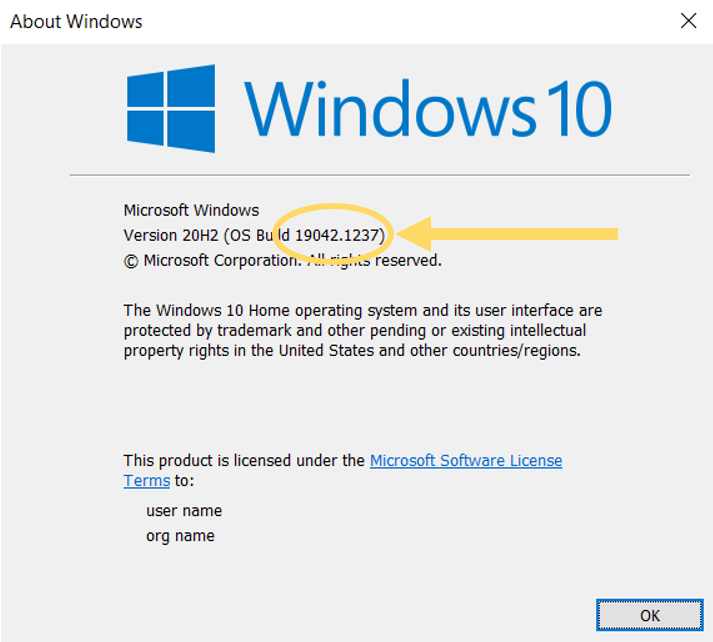 About Windows
Windows 10
Microsoft Windows
Version 20H2 (OS Build 19042.1237)
© Microsoft Corporation. All rights reserved.
The Windows 10 Home operating system and its user interface are
protected by trademark and other pending or existing intellectual
property rights in the United States and other countries/regions.
This product is licensed under the Microsoft Software License
Terms to:
user name
org name
OK